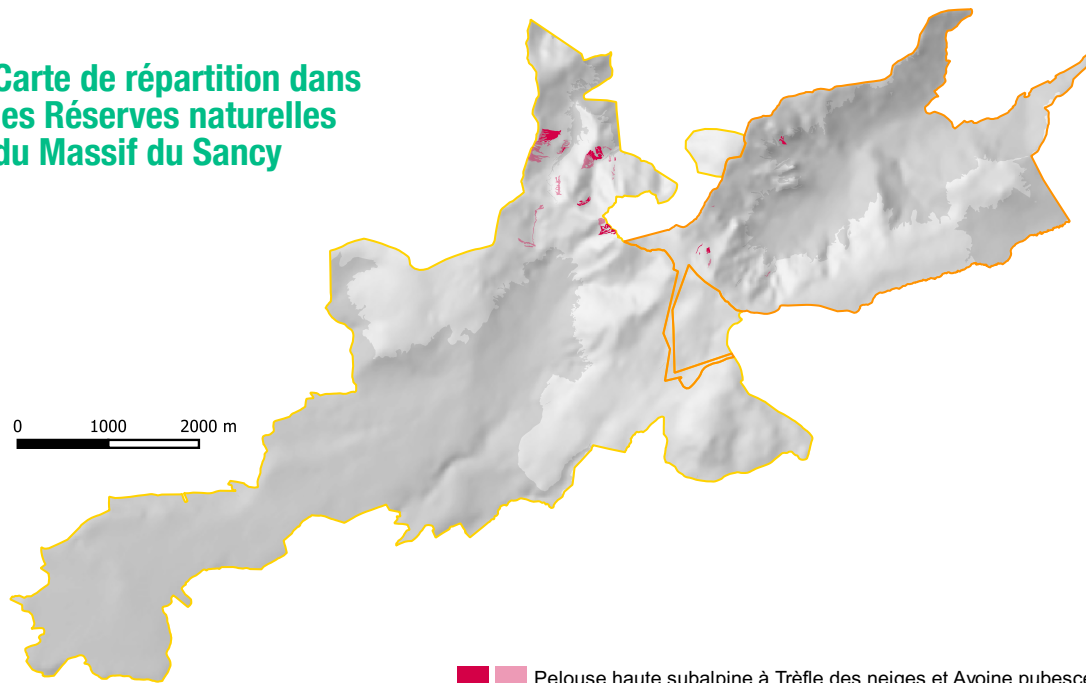 Carte de répartition dans
les Réserves naturelles
du Massif du Sancy
0 1000 2000 m
Pelouse haute subalpine à Trèfle des neiges et Avoine